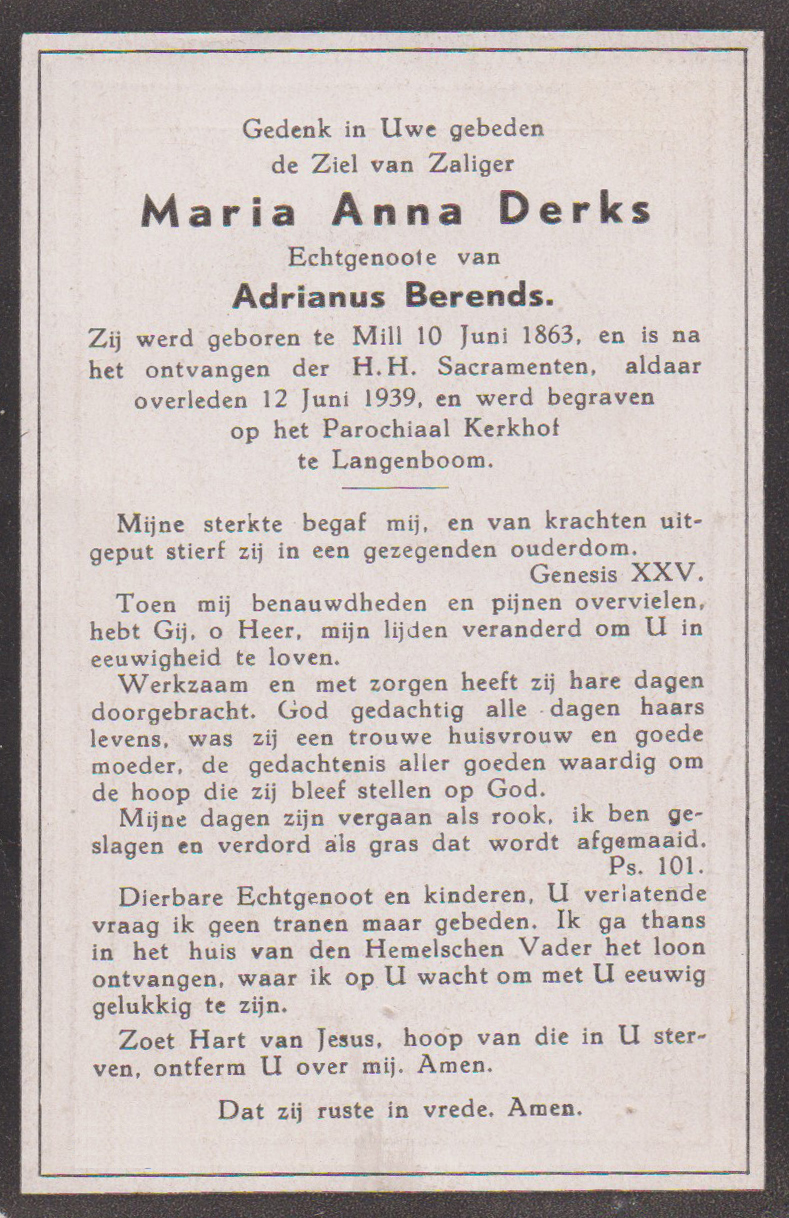 Gedenk in Uwe gebeden
de Ziel van Zaliger
Maria Anna Derks
Echtgenoote van
Adrianus Berends.
Zij werd geboren te Mill 10 Juni 1863, en is na
het ontvangen der H.H. Sacramenten, aldaar
overleden 12 Juni 1939, en werd begraven
op het Parochiaal Kerkhof
te Langenboom.
Mijne sterkte begaf mij, en van krachten uit-
geput stierf zij in een gezegenden ouderdom.
Genesis XXV.
Toen mij benauwdheden en pijnen overvielen,
hebt Gij, o Heer, mijn lijden veranderd om U in
eeuwigheid te loven.
Werkzaam en met zorgen heeft zij hare dagen
doorgebracht. God gedachtig alle dagen haars
levens, was zij een trouwe huisvrouw en goede
moeder, de gedachtenis aller goeden waardig om
de hoop die zij bleef stellen op God.
Mijne dagen zijn vergaan als rook, ik ben ge-
slagen en verdord als gras dat wordt afgemaaid.
Ps. 101.
Dierbare Echtgenoot en kinderen, U verlatende
vraag ik geen tranen maar gebeden. Ik ga thans
in het huis van den Hemelschen Vader het loon
ontvangen, waar ik op U wacht om met U eeuwig
gelukkig te zijn.
Zoet Hart van Jesus, hoop van die in U ster-
ven, ontferm U over mij. Amen.
Dat zij ruste in vrede. Amen.